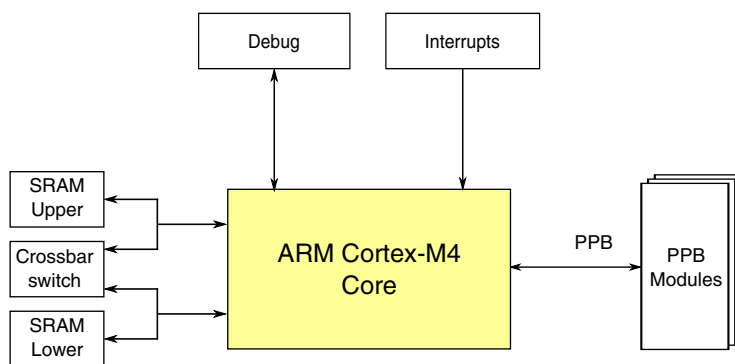 Debug
Interrupts
SRAM
Upper
Crossbar
switch
SRAM
Lower
ARM Cortex-M4
Core
PPB
PPB
Modules